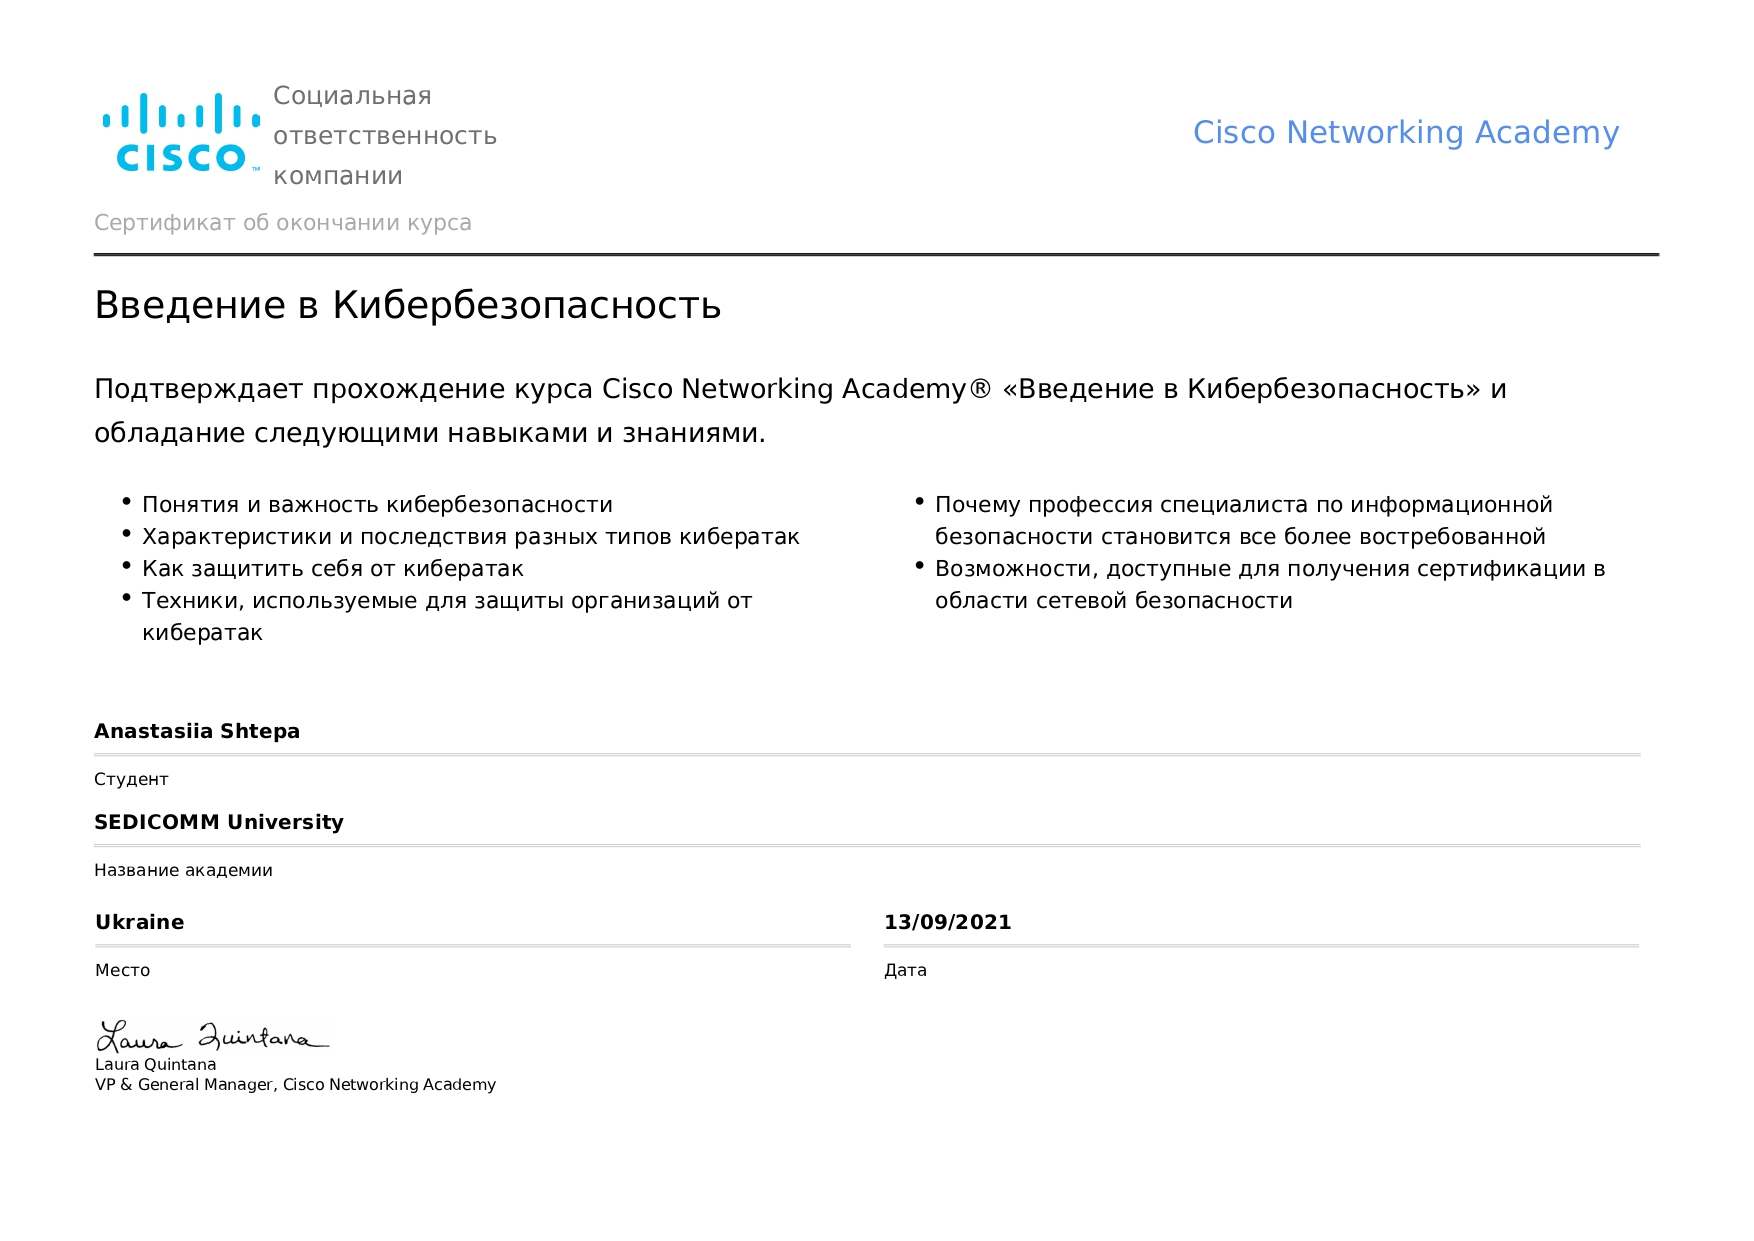 CISCO™
Социальная
ответственность
компании
Cisco Networking Academy
Сертификат об окончании курса
Введение в Кибербезопасность
Подтверждает прохождение курса Cisco Networking Academy® «Введение в Кибербезопасность» и
обладание следующими навыками и знаниями.
• Понятия и важность кибербезопасности
• Характеристики и последствия разных типов кибератак
• Как защитить себя от кибератак
• Техники, используемые для защиты организаций от
кибератак
• Почему профессия специалиста по информационной
безопасности становится все более востребованной
• Возможности, доступные для получения сертификации в
области сетевой безопасности
Anastasiia Shtepa
Студент
SEDICOMM University
Название академии
Ukraine
Место
13/09/2021
Дата
Laura Quintana
Laura Quintana
VP & General Manager, Cisco Networking Academy